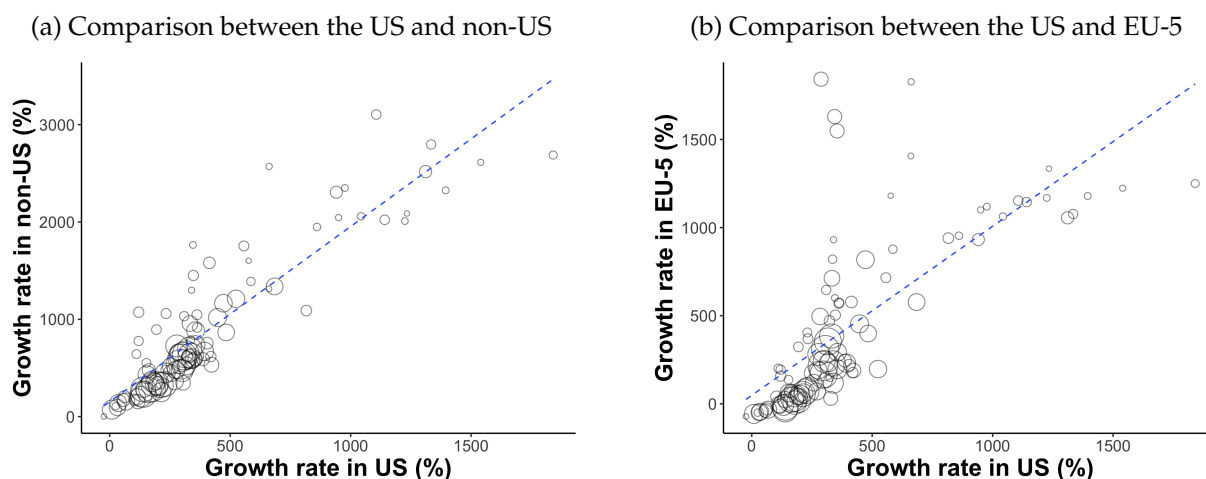 (a) Comparison between the US and non-US
Growth rate in non-US (%)
3000
2000
1000
0
0 500 1000 1500
Growth rate in US (%)
(b) Comparison between the US and EU-5
Growth rate in EU-5 (%)
1500
1000
500
0
0 500 1000 1500
Growth rate in US (%)